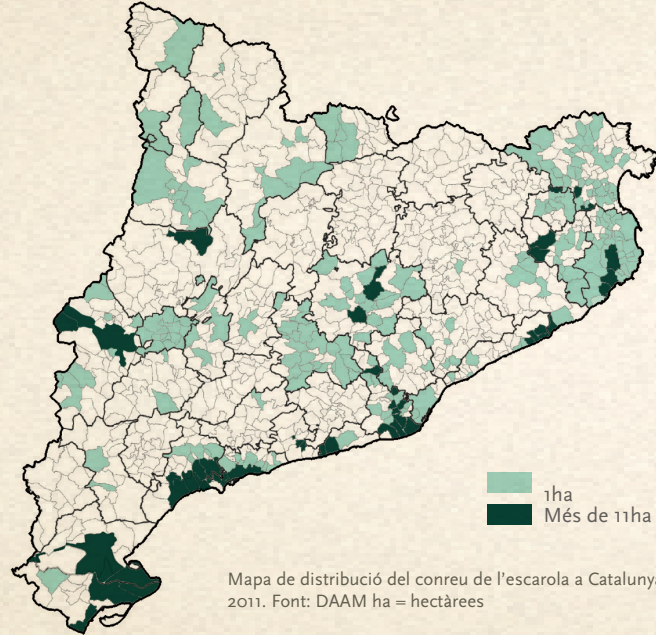 1ha
Més de 11ha
Mapa de distribució del conreu de l'escarola a Catalunya
2011. Font: DAAM ha = hectàrees